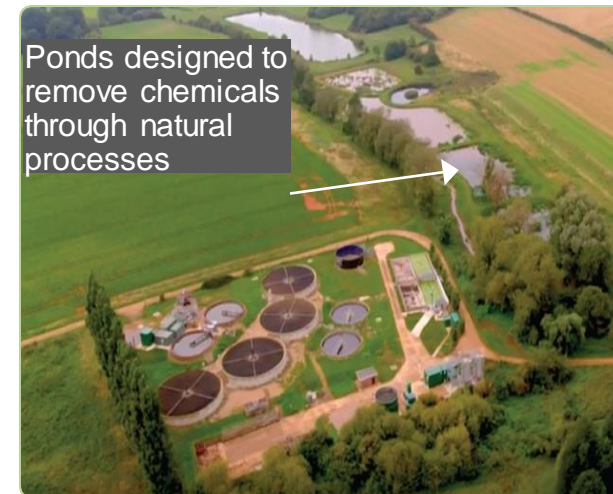 Ponds designed to
remove chemicals
through natural
processes